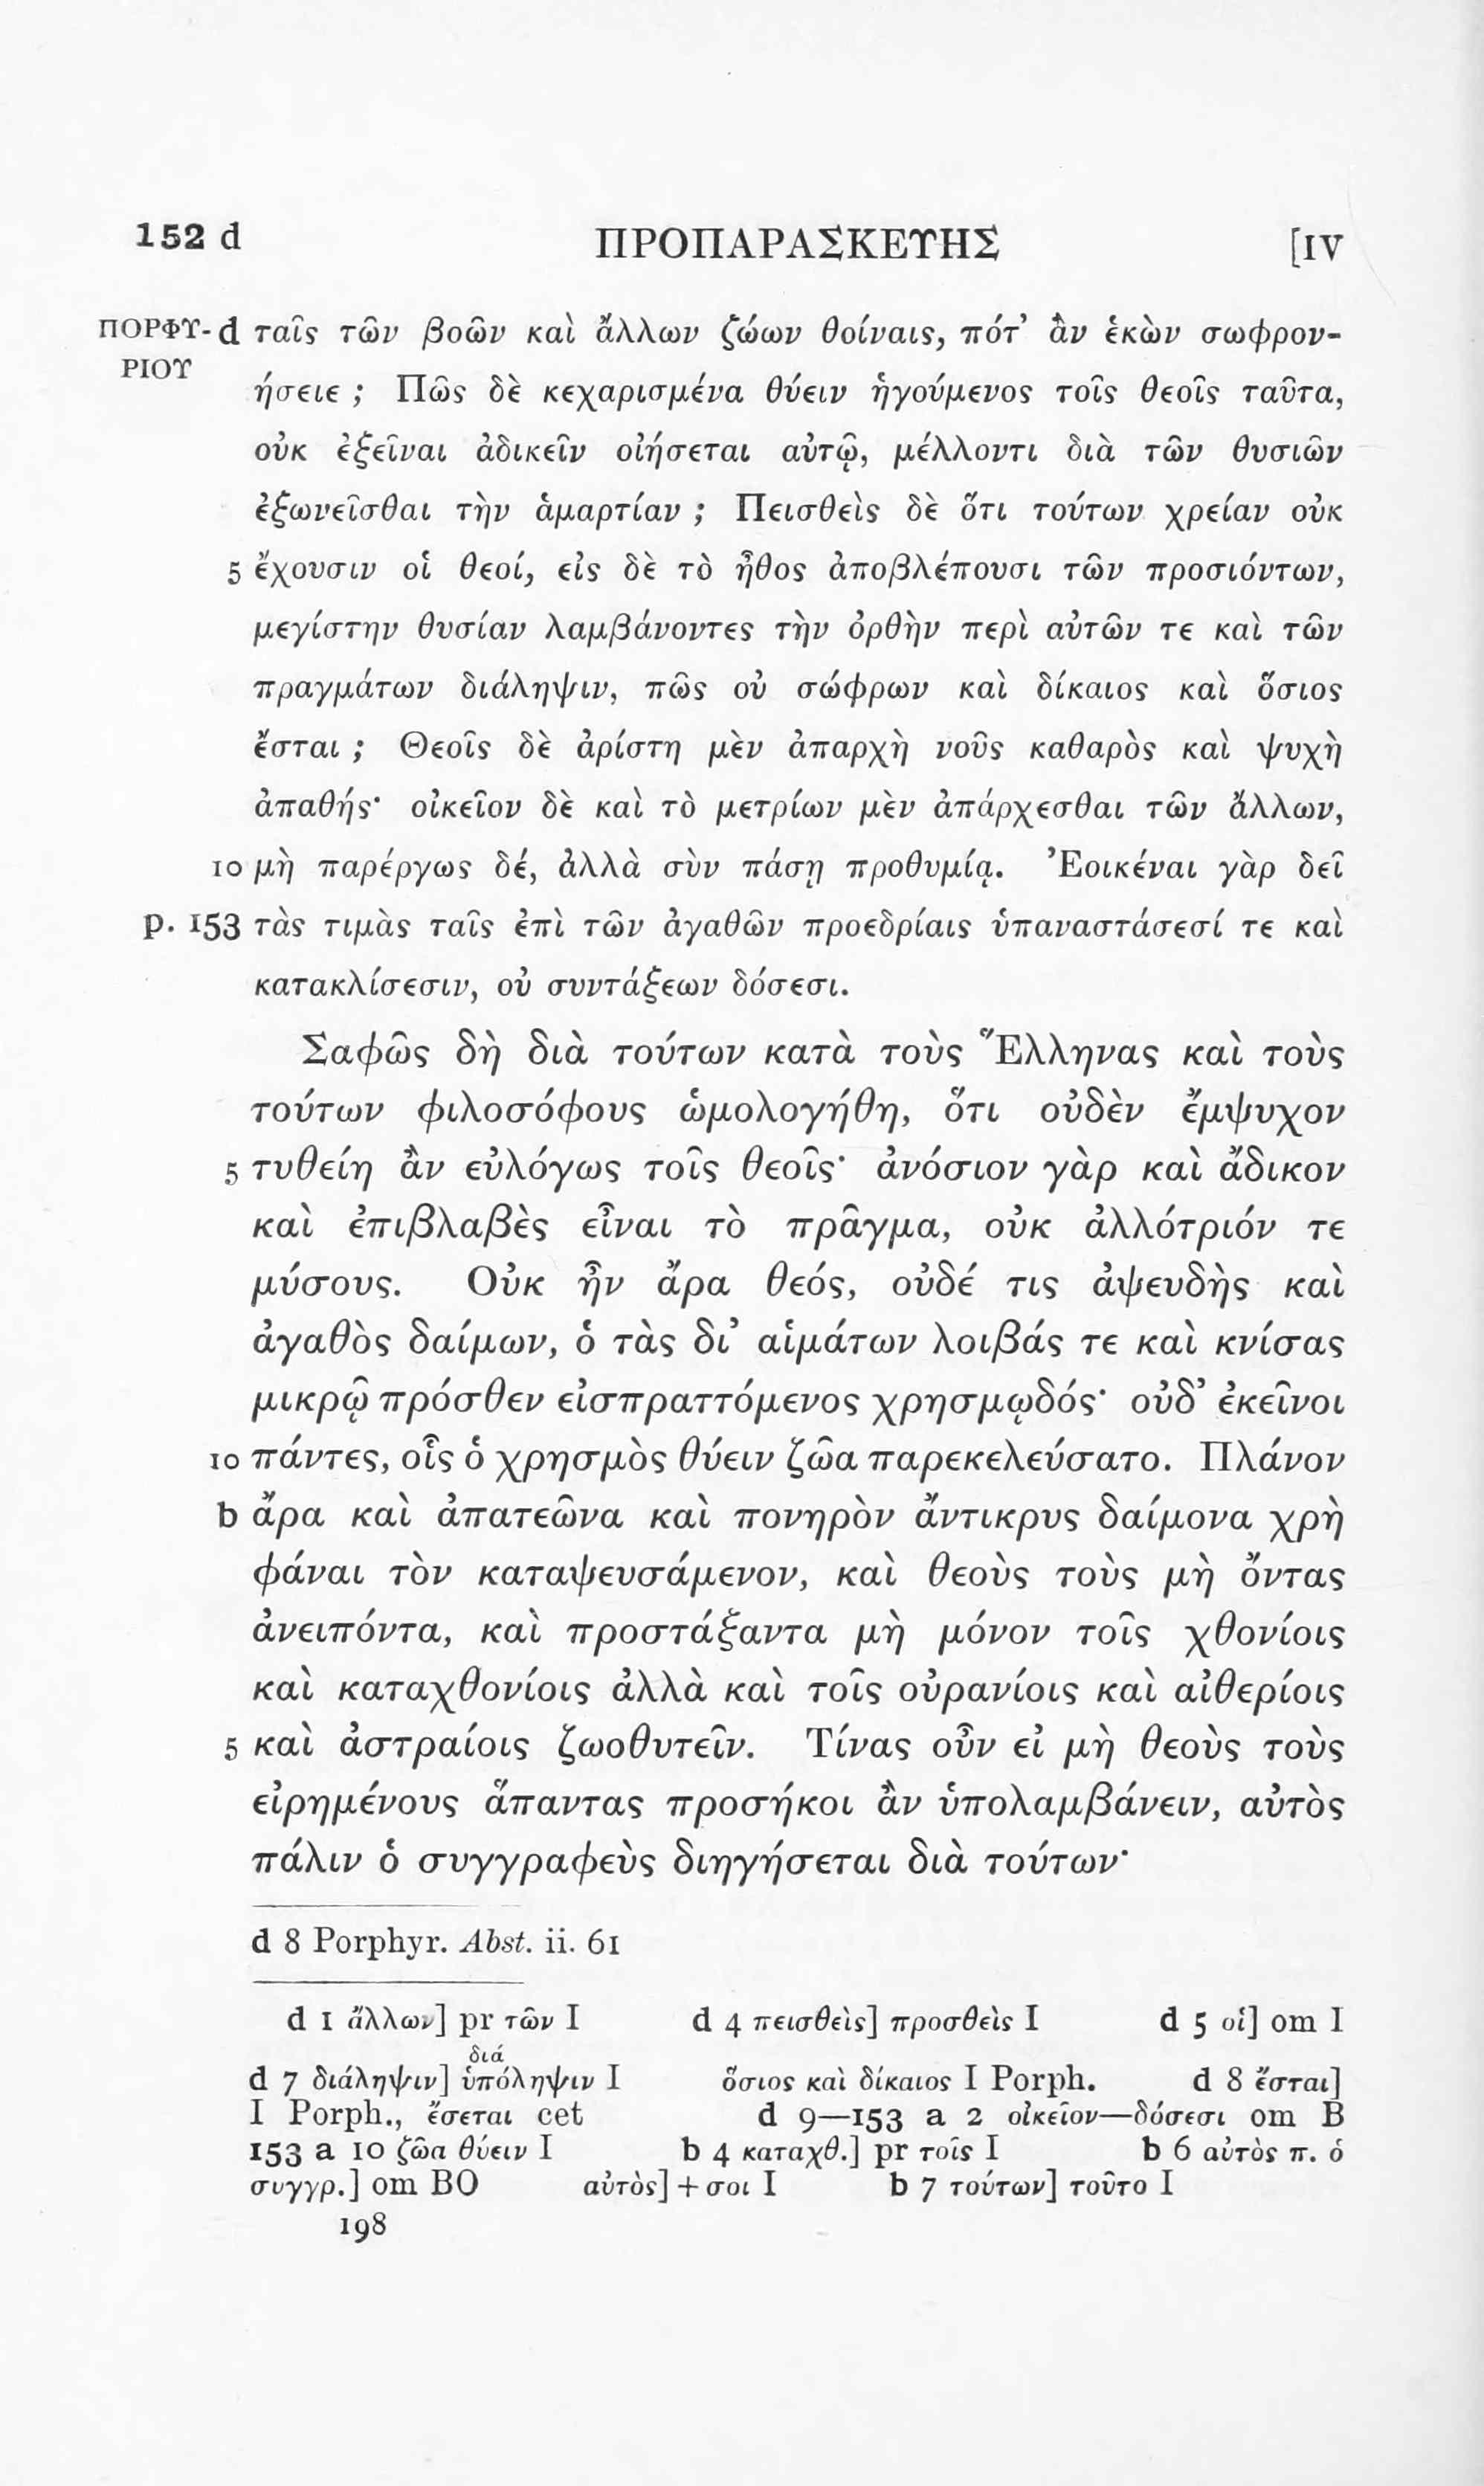 152 d ΠΡΟΠΑΡΑΣΚΕΥΗΣ [IV
ΠΟΡΦΥ- d ταῖς τῶν βοῶν καὶ ἄλλων ζώων θοίναις, πότ’ ἂν ἑκὼν σωφρον-
ΡΙΟΥ
ήσειε ; Πῶς δὲ κεχαρισμένα θύειν ἡγούμενος τοῖς θεοῖς ταῦτα,
οὐκ ἐξεῖναι ἀδικεῖν οἰήσεται αὐτῷ, μέλλοντι διὰ τῶν θυσιῶν
ἐξωνεῖσθαι τὴν ἁμαρτίαν ; Πεισθεὶς δὲ ὅτι τούτων χρείαν οὐκ
5 ἔχουσιν οἱ θεοί, εἰς δὲ τὸ ἦθος ἀποβλέπουσι τῶν προσιόντων,
μεγίστην θυσίαν λαμβάνοντες τὴν ὀρθὴν περὶ αὐτῶν τε καὶ τῶν
πραγμάτων διάληψιν, πῶς οὐ σώφρων καὶ δίκαιος καὶ ὅσιος
ἔσται ; Θεοῖς δὲ ἀρίστη μὲν ἀπαρχὴ νοῦς καθαρὸς καὶ ψυχὴ
ἀπαθής· οἰκεῖον δὲ καὶ τὸ μετρίων μὲν ἀπάρχεσθαι τῶν ἄλλων,
10 μὴ παρέργως δέ, ἀλλὰ σὺν πάσῃ προθυμίᾳ. Ἐοικέναι γὰρ δεῖ
p. 153 τὰς τιμὰς ταῖς ἐπὶ τῶν ἀγαθῶν προεδρίαις ὑπαναστάσεσί τε καὶ
κατακλίσεσιν, οὐ συντάξεων δόσεσι.
Σαφῶς δὴ διὰ τούτων κατὰ τοὺς Ἕλληνας καὶ τοὺς
τούτων φιλοσόφους ὡμολογήθη, ὅτι οὐδὲν ἔμψυχον
5 τυθείη ἂν εὐλόγως τοῖς θεοῖς· ἀνόσιον γὰρ καὶ ἄδικον
καὶ ἐπιβλαβὲς εἶναι τὸ πρᾶγμα, οὐκ ἀλλότριόν τε
μύσους. Οὐκ ἦν ἄρα θεός, οὐδέ τις ἀψευδὴς καὶ
ἀγαθὸς δαίμων, ὁ τὰς δι’ αἱμάτων λοιβάς τε καὶ κνίσας
μικρῷ πρόσθεν εἰσπραττόμενος χρησμῳδός· οὐδ’ ἐκεῖνοι
10 πάντες, οἷς ὁ χρησμὸς θύειν ζῶα παρεκελεύσατο. Πλάνον
b ἄρα καὶ ἀπατεῶνα καὶ πονηρὸν ἄντικρυς δαίμονα χρὴ
φάναι τὸν καταψευσάμενον, καὶ θεοὺς τοὺς μὴ ὄντας
ἀνειπόντα, καὶ προστάξαντα μὴ μόνον τοῖς χθονίοις
καὶ καταχθονίοις ἀλλὰ καὶ τοῖς οὐρανίοις καὶ αἰθερίοις
5 καὶ ἀστραίοις ζωοθυτεῖν. Τίνας οὖν εἰ μὴ θεοὺς τοὺς
εἰρημένους ἅπαντας προσήκοι ἂν ὑπολαμβάνειν, αὐτὸς
πάλιν ὁ συγγραφεὺς διηγήσεται διὰ τούτων·
d 8 Porphyr. Abst. ii. 61
d 1 ἄλλων] pr τῶν I d 4 πεισθεὶς] προσθεὶς I d 5 οἱ] om I
διά
d 7 διάληψιν] ὑπόληψιν I ὅσιος καὶ δίκαιος I Porph. d 8 ἔσται]
I Porph., ἔσεται cet d 9—153 a 2 οἰκεῖον—δόσεσι om B
153 a 10 ζῶα θύειν I b 4 καταχθ.] pr τοῖς I b 6 αὐτὸς π. ὁ
συγγρ.] om BO αὐτὸς] + σοι I b 7 τούτων] τοῦτο I
198